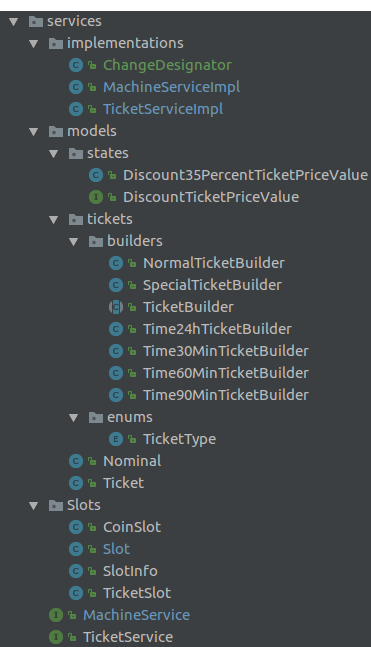 services
implementations
C ChangeDesignator
C MachineServiceImpl
C TicketServiceImpl
models
states
C Discount35PercentTicketPriceValue
I DiscountTicketPriceValue
tickets
builders
C NormalTicketBuilder
C SpecialTicketBuilder
C TicketBuilder
C Time24hTicketBuilder
C Time30MinTicketBuilder
C Time60MinTicketBuilder
C Time90MinTicketBuilder
enums
E TicketType
C Nominal
C Ticket
Slots
C CoinSlot
C Slot
C SlotInfo
C TicketSlot
I MachineService
I TicketService